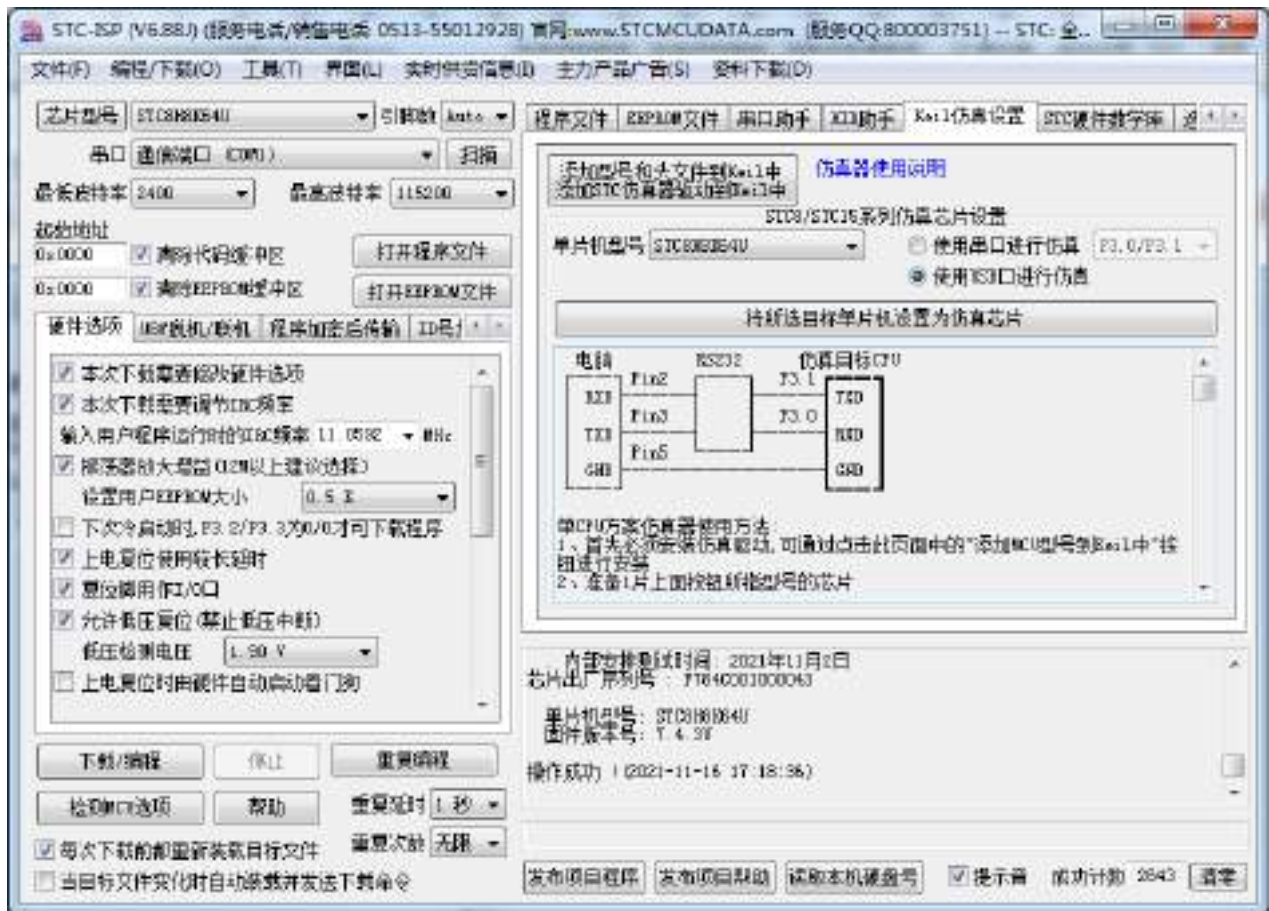 STC-ISP (V6.88J) (服务电话/销售电话: 0513-55012928) 官网:www.STCMCUDATA.com (服务QQ:800003751) -- STC: 全..
文件(F) 编程/下载(O) 工具(T) 界面(L) 实时供货信息(I) 主力产品广告(S) 资料下载(D)
芯片型号 STC8H8K64U 引脚数 Auto
串口 通信端口 (COM1) 扫描
最低波特率 2400 最高波特率 115200
起始地址
0x0000 清除代码缓冲区 打开程序文件
0x0000 清除EEPROM缓冲区 打开EEPROM文件
硬件选项 USB脱机/联机 程序加密后传输 ID号
本次下载需要修改硬件选项
本次下载需要调节IRC频率
输入用户程序运行时的IRC频率 11.0592 MHz
振荡器放大增益(12M以上建议选择)
设置用户EEPROM大小 0.5 K
下次冷启动时,P3.2/P3.3为0/0才可下载程序
上电复位使用较长延时
复位脚用作I/O口
允许低压复位(禁止低压中断)
低压检测电压 1.90 V
上电复位时由硬件自动启动看门狗
下载/编程 停止 重复编程
检测MCU选项 帮助 重复延时 1 秒
每次下载前都重新装载目标文件 重复次数 无限
当目标文件变化时自动装载并发送下载命令
程序文件 EEPROM文件 串口助手 HID助手 Keil仿真设置 STC硬件数学库
添加型号和头文件到Keil中 仿真器使用说明
添加STC仿真器驱动到Keil中
STC8/STC15系列仿真芯片设置
单片机型号 STC8H8K64U 使用串口进行仿真 P3.0/P3.1
使用USB口进行仿真
将所选目标单片机设置为仿真芯片
电脑 RS232 仿真目标CPU
RXD Pin2 P3.1 TXD
TXD Pin3 P3.0 RXD
GND Pin5 GND
单CPU方案仿真器使用方法:
1、首先必须安装仿真驱动,可通过点击此页面中的"添加MCU型号到Keil中"按
钮进行安装
2、准备1片上面按钮所指型号的芯片
内部安排测试时间: 2021年11月2日
芯片出厂序列号 :
单片机型号: STC8H8K64U
固件版本号:
操作成功 !(2021-11-16 17:18:36)
发布项目程序 发布项目帮助 读取本机硬盘号 提示音 成功计数 2643 清零